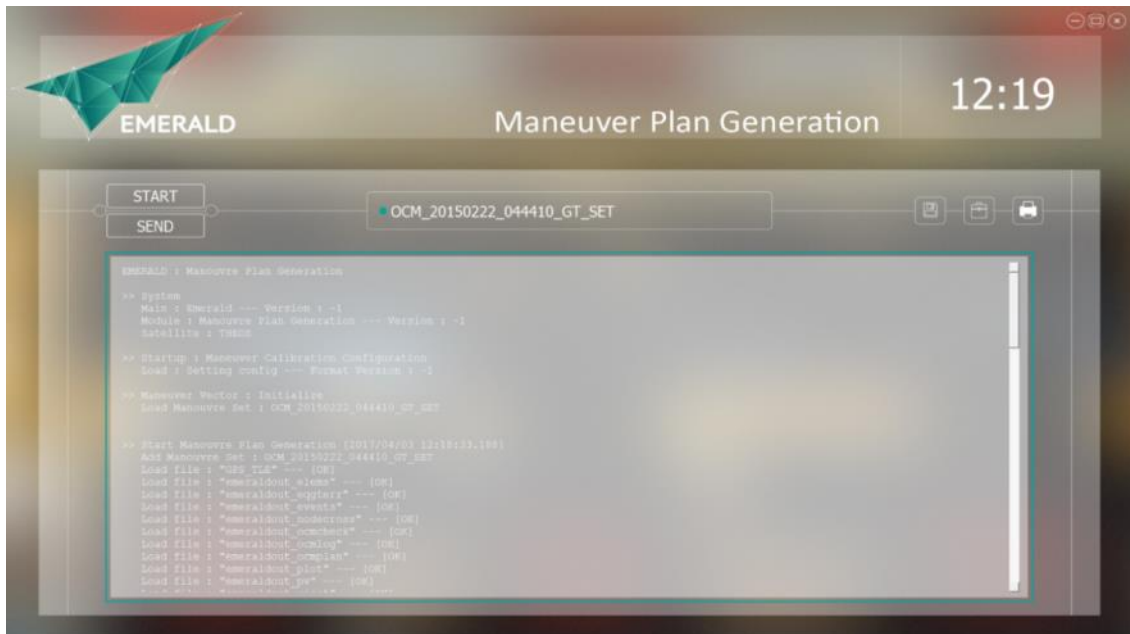 12:19
EMERALD
Maneuver Plan Generation
START
SEND
OCM_20150222_044410_GT_SET
EMERALD : Manouvre Plan Generation
>> System
Main : Emerald --- Version : -1
Module : Manouvre Plan Generation --- Version : -1
Satellite : THEOS
>> Startup : Maneuver Calibration Configuration
Load : Setting config --- Format Version : -1
>> Maneuver Vector : Initialize
Load Manouvre Set : OCM_20150222_044410_GT_SET
>> Start Manouvre Plan Generation [2017/04/03 12:18:23.188]
Add Manouvre Set : OCM_20150222_044410_GT_SET
Load file : "GES_TLE" --- [OK]
Load file : "emeraldout_elems" --- [OK]
Load file : "emeraldout_eqgterr" --- [OK]
Load file : "emeraldout_events" --- [OK]
Load file : "emeraldout_nodecross" --- [OK]
Load file : "emeraldout_ocmcheck" --- [OK]
Load file : "emeraldout_ocmlog" --- [OK]
Load file : "emeraldout_ocmplan" --- [OK]
Load file : "emeraldout_plot" --- [OK]
Load file : "emeraldout_pv" --- [OK]